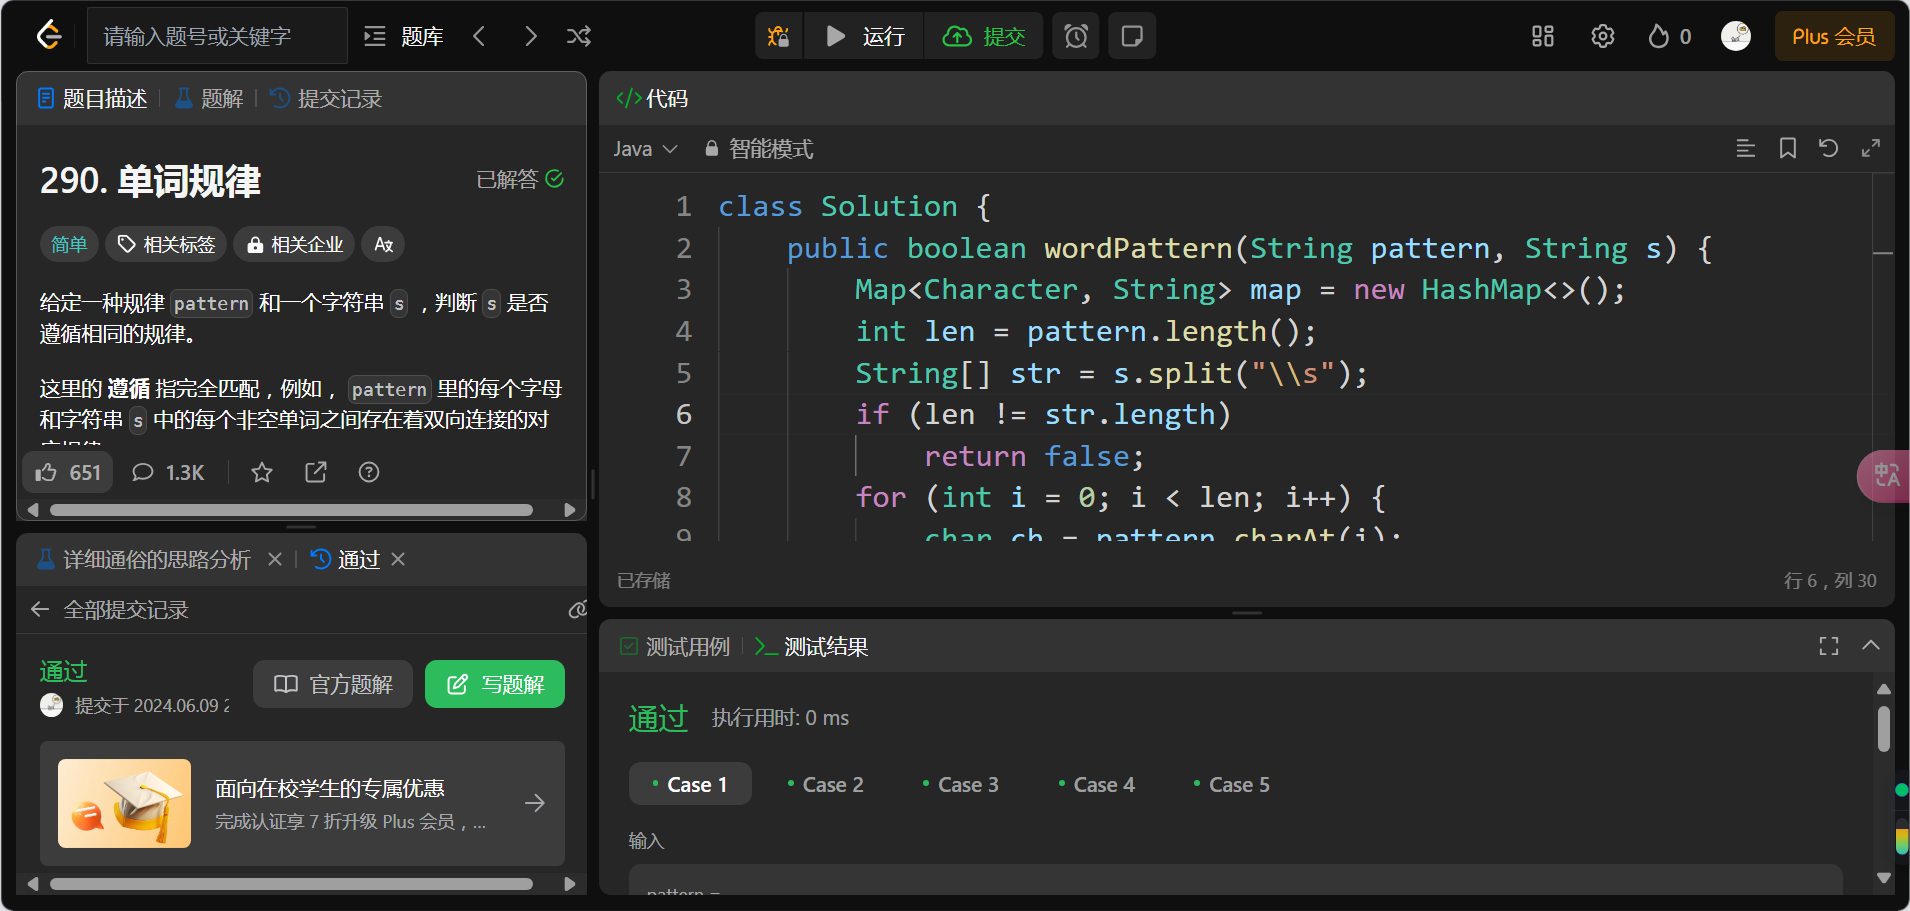 请输入题号或关键字
题库
运行
提交
0
Plus 会员
题目描述
题解
提交记录
290. 单词规律
已解答
简单
相关标签
相关企业
给定一种规律 pattern 和一个字符串 s ，判断 s 是否
遵循相同的规律。
这里的 遵循 指完全匹配，例如， pattern 里的每个字母
和字符串 s 中的每个非空单词之间存在着双向连接的对
应规律
651
1.3K
详细通俗的思路分析
通过
全部提交记录
通过
提交于 2024.06.09
官方题解
写题解
面向在校学生的专属优惠
完成认证享 7 折升级 Plus 会员，...
</>代码
Java
智能模式
1 class Solution {
2 public boolean wordPattern(String pattern, String s) {
3 Map<Character, String> map = new HashMap<>();
4 int len = pattern.length();
5 String[] str = s.split("\\s");
6 if (len != str.length)
7 return false;
8 for (int i = 0; i < len; i++) {
9 char ch = pattern.charAt(i);
已存储
行 6，列 30
测试用例
测试结果
通过
执行用时: 0 ms
Case 1
Case 2
Case 3
Case 4
Case 5
输入
pattern =